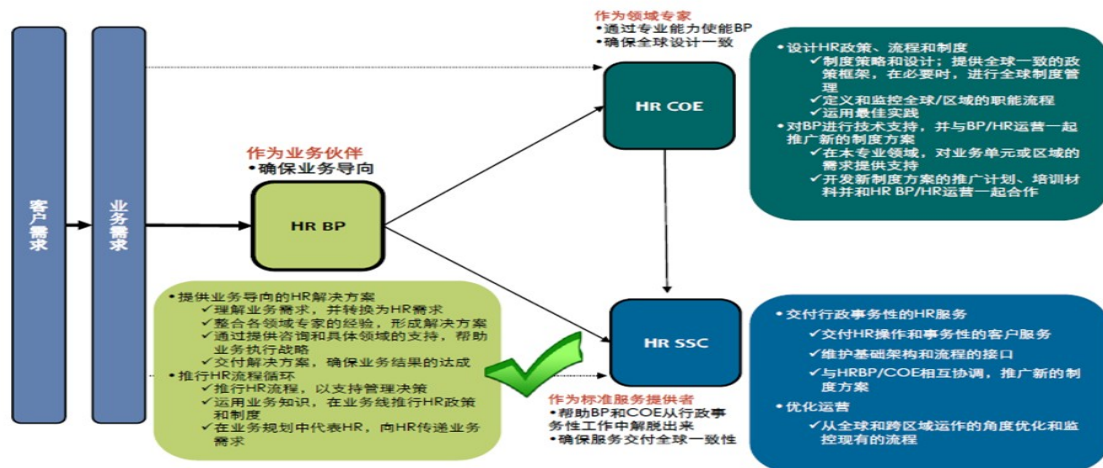 客户需求
业务需求
作为业务伙伴
•确保业务导向
HR BP
•提供业务导向的HR解决方案
✓理解业务需求，并转换为HR需求
✓整合各领域专家的经验，形成解决方案
✓通过提供咨询和具体领域的支持，帮助
业务执行战略
✓交付解决方案，确保业务结果的达成
•推行HR流程循环
✓推行HR流程，以支持管理决策
✓运用业务知识，在业务线推行HR政策
和制度
✓在业务规划中代表HR，向HR传递业务
需求
作为领域专家
•通过专业能力使能BP
•确保全球设计一致
HR COE
•设计HR政策、流程和制度
✓制度策略和设计；提供全球一致的政
策框架，在必要时，进行全球制度管
理
✓定义和监控全球/区域的职能流程
✓运用最佳实践
•对BP进行技术支持，并与BP/HR运营一起
推广新的制度方案
✓在本专业领域，对业务单元或区域的
需求提供支持
✓开发新制度方案的推广计划、培训材
料并和HR BP/HR运营一起合作
HR SSC
作为标准服务提供者
•帮助BP和COE从行政事
务性工作中解脱出来
•确保服务交付全球一致性
•交付行政事务性的HR服务
✓交付HR操作和事务性的客户服务
✓维护基础架构和流程的接口
✓与HRBP/COE相互协调，推广新的制
度方案
•优化运营
✓从全球和跨区域运作的角度优化和监
控现有的流程